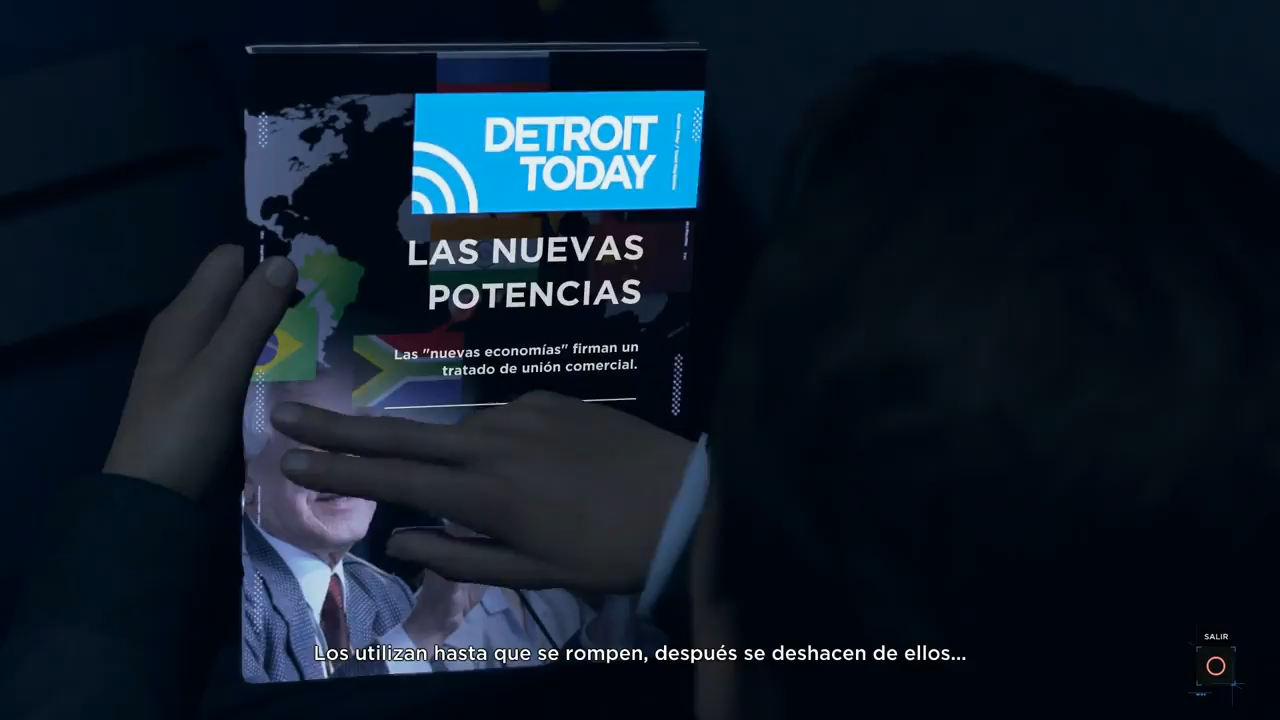 DETROIT
TODAY
LAS NUEVAS
POTENCIAS
Las "nuevas economías" firman un
tratado de unión comercial.
Los utilizan hasta que se rompen, después se deshacen de ellos...
SALIR